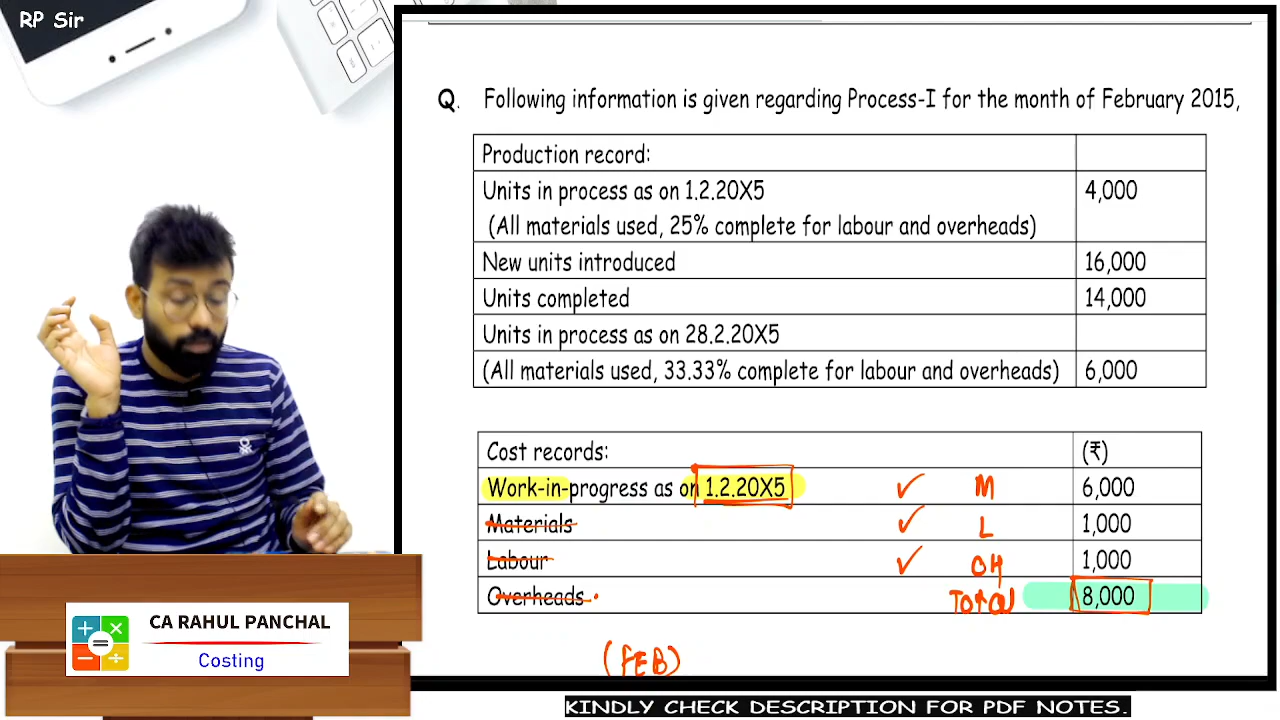 RP Sir
Q. Following information is given regarding Process-I for the month of February 2015,
Production record:
Units in process as on 1.2.20X5 4,000
(All materials used, 25% complete for labour and overheads)
New units introduced 16,000
Units completed 14,000
Units in process as on 28.2.20X5
(All materials used, 33.33% complete for labour and overheads) 6,000
Cost records: (₹)
Work-in-progress as on 1.2.20X5 ✓ M 6,000
Materials ✓ L 1,000
Labour ✓ OH 1,000
Overheads Total 8,000
(FEB)
CA RAHUL PANCHAL
Costing
KINDLY CHECK DESCRIPTION FOR PDF NOTES.